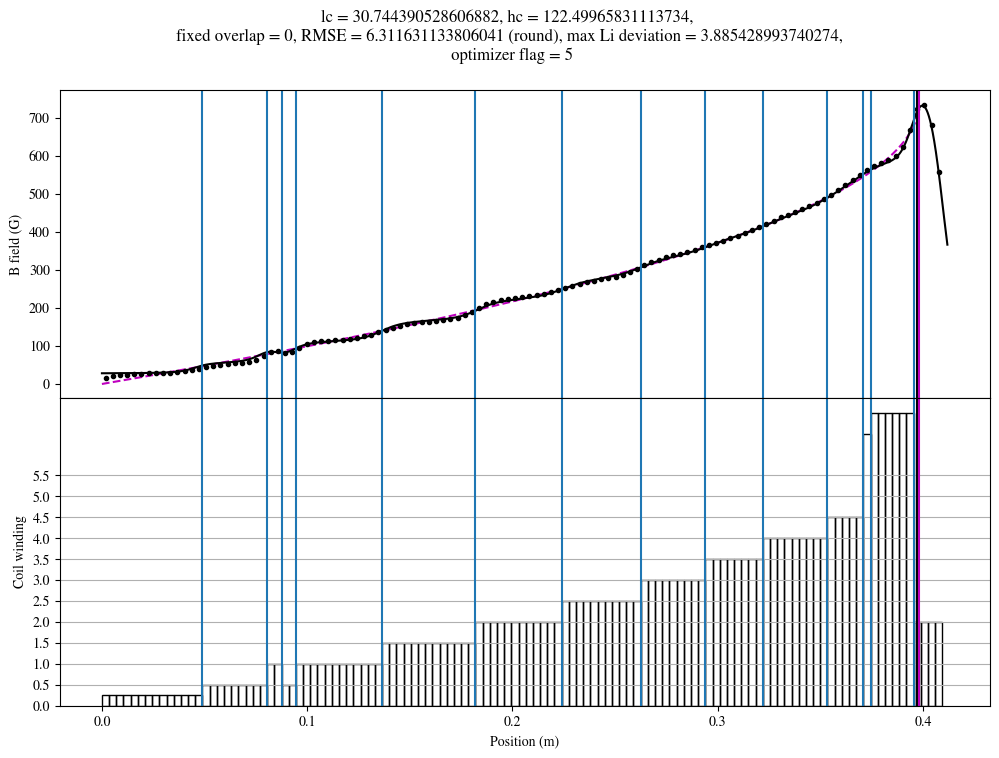 lc = 30.744390528606882, hc = 122.49965831113734,
fixed overlap = 0, RMSE = 6.311631133806041 (round), max Li deviation = 3.885428993740274,
optimizer flag = 5
700
600
500
400
300
200
100
0
B field (G)
5.5
5.0
4.5
4.0
3.5
3.0
2.5
2.0
1.5
1.0
0.5
0.0
Coil winding
0.0 0.1 0.2 0.3 0.4
Position (m)